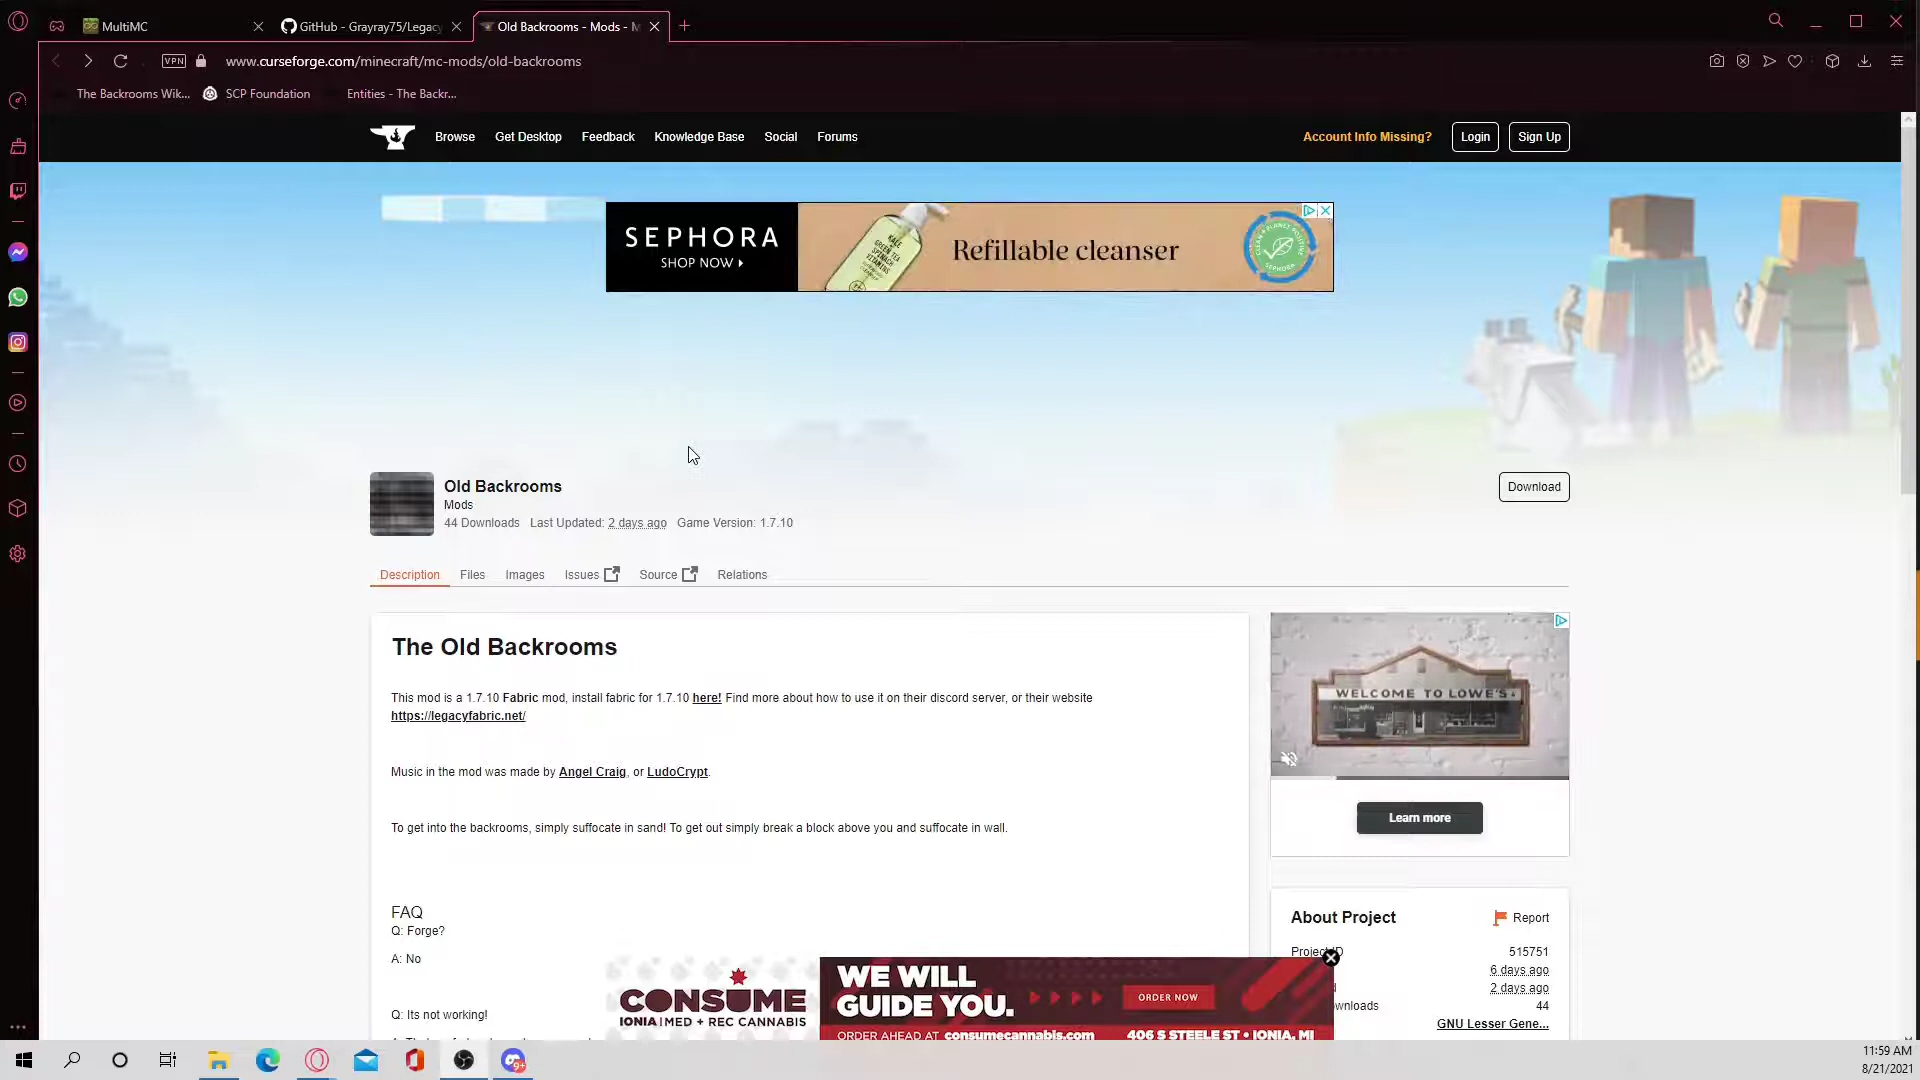 MultiMC
GitHub - Grayray75/Legacy
Old Backrooms - Mods - M
VPN
www.curseforge.com/minecraft/mc-mods/old-backrooms
The Backrooms Wik...
SCP Foundation
Entities - The Backr...
Browse
Get Desktop
Feedback
Knowledge Base
Social
Forums
Account Info Missing?
Login
Sign Up
SEPHORA
SHOP NOW
KALE
GREEN TEA
SPINACH
VITAMINS
Refillable cleanser
Old Backrooms
Mods
44 Downloads Last Updated: 2 days ago Game Version: 1.7.10
Download
Description
Files
Images
Issues
Source
Relations
The Old Backrooms
This mod is a 1.7.10 Fabric mod, install fabric for 1.7.10 here! Find more about how to use it on their discord server, or their website
https://legacyfabric.net/
Music in the mod was made by Angel Craig, or LudoCrypt.
To get into the backrooms, simply suffocate in sand! To get out simply break a block above you and suffocate in wall.
FAQ
Q: Forge?
A: No
Q: Its not working!
WELCOME TO LOWE'S
Learn more
About Project
Report
Project ID
515751
6 days ago
2 days ago
44
GNU Lesser Gene...
CONSUME
IONIA | MED + REC CANNABIS
WE WILL
GUIDE YOU.
ORDER NOW
ORDER AHEAD AT consumecannabis.com
406 S STEELE ST • IONIA, MI
9+
11:59 AM
8/21/2021